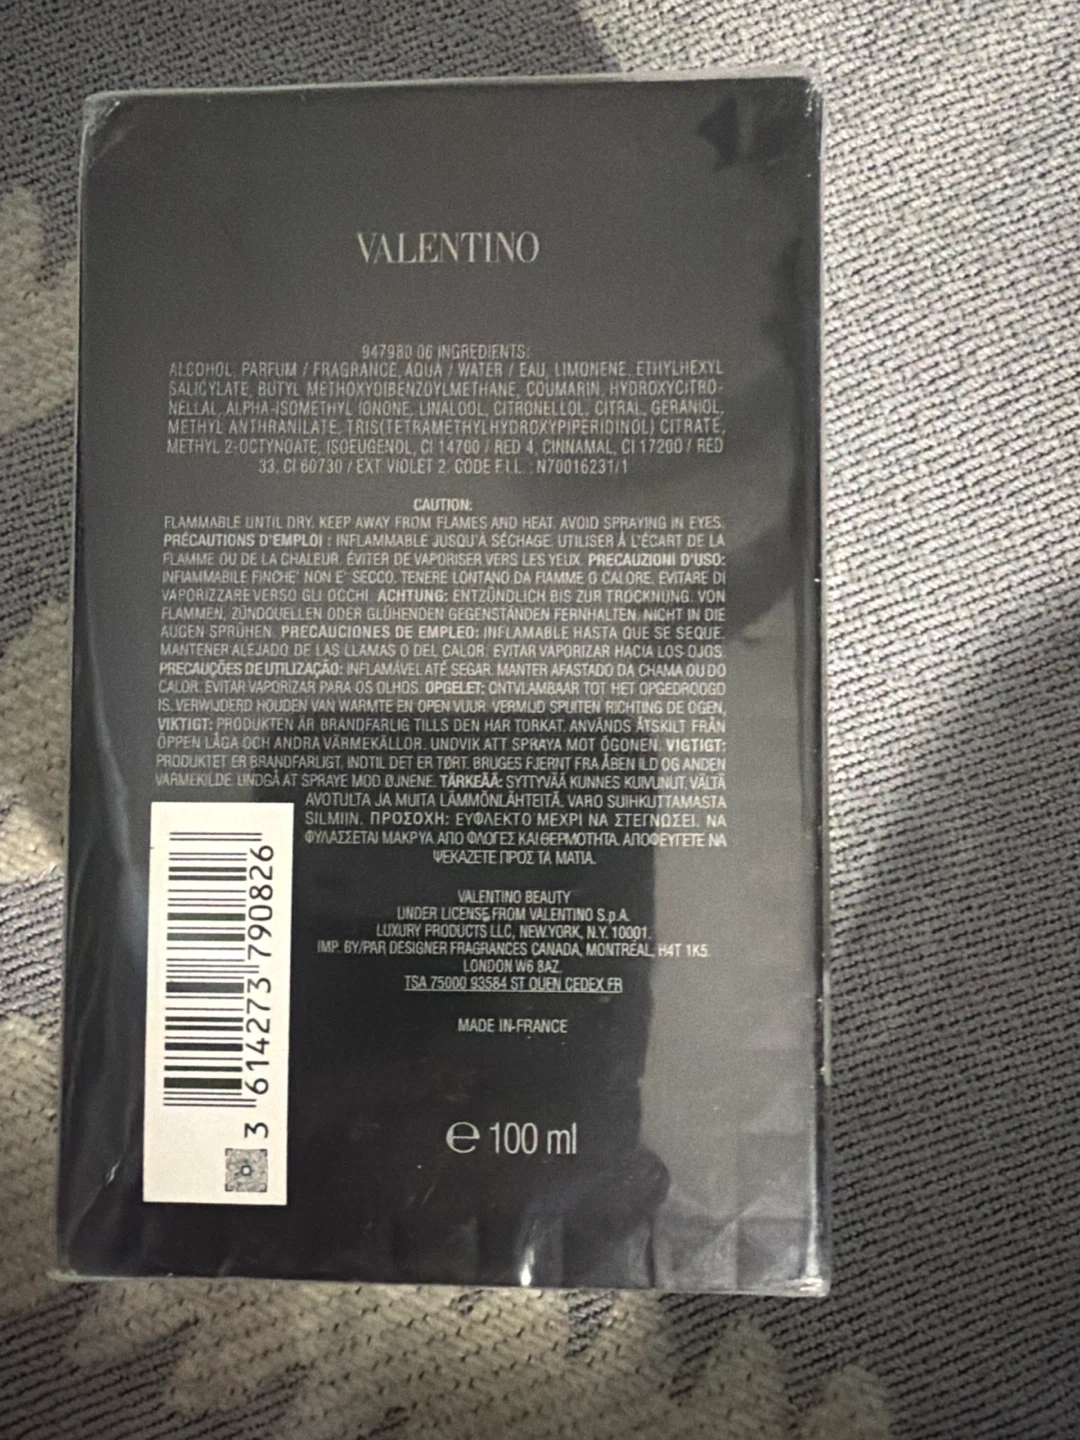 VALENTINO
947980 06 INGREDIENTS:
ALCOHOL, PARFUM / FRAGRANCE, AQUA / WATER / EAU, LIMONENE, ETHYLHEXYL
SALICYLATE, BUTYL METHOXYDIBENZOYLMETHANE, COUMARIN, HYDROXYCITRO-
NELLAL, ALPHA-ISOMETHYL IONONE, LINALOOL, CITRONELLOL, CITRAL, GERANIOL,
METHYL ANTHRANILATE, TRIS(TETRAMETHYLHYDROXYPIPERIDINOL) CITRATE,
METHYL 2-OCTYNOATE, ISOEUGENOL, CI 14700 / RED 4, CINNAMAL, CI 17200 / RED
33, CI 60730 / EXT. VIOLET 2. CODE F.I.L. : N70016231/1
CAUTION:
FLAMMABLE UNTIL DRY. KEEP AWAY FROM FLAMES AND HEAT. AVOID SPRAYING IN EYES.
PRÉCAUTIONS D'EMPLOI : INFLAMMABLE JUSQU'À SÉCHAGE. UTILISER À L'ÉCART DE LA
FLAMME OU DE LA CHALEUR. ÉVITER DE VAPORISER VERS LES YEUX. PRECAUZIONI D'USO:
INFIAMMABILE FINCHE' NON E' SECCO. TENERE LONTANO DA FIAMME O CALORE. EVITARE DI
VAPORIZZARE VERSO GLI OCCHI. ACHTUNG: ENTZÜNDLICH BIS ZUR TROCKNUNG. VON
FLAMMEN, ZÜNDQUELLEN ODER GLÜHENDEN GEGENSTÄNDEN FERNHALTEN. NICHT IN DIE
AUGEN SPRÜHEN. PRECAUCIONES DE EMPLEO: INFLAMABLE HASTA QUE SE SEQUE.
MANTENER ALEJADO DE LAS LLAMAS O DEL CALOR. EVITAR VAPORIZAR HACIA LOS OJOS.
PRECAUÇÕES DE UTILIZAÇÃO: INFLAMÁVEL ATÉ SEGAR. MANTER AFASTADO DA CHAMA OU DO
CALOR. EVITAR VAPORIZAR PARA OS OLHOS. OPGELET: ONTVLAMBAAR TOT HET OPGEDROOGD
IS. VERWIJDERD HOUDEN VAN WARMTE EN OPEN VUUR. VERMIJD SPUITEN RICHTING DE OGEN.
VIKTIGT: PRODUKTEN ÄR BRANDFARLIG TILLS DEN HAR TORKAT. ANVÄNDS ÅTSKILT FRÅN
ÖPPEN LÅGA OCH ANDRA VÄRMEKÄLLOR. UNDVIK ATT SPRAYA MOT ÖGONEN. VIGTIGT:
PRODUKTET ER BRANDFARLIGT, INDTIL DET ER TØRT. BRUGES FJERNT FRA ÅBEN ILD OG ANDEN
VARMEKILDE. UNDGÅ AT SPRAYE MOD ØJNENE. TÄRKEÄÄ: SYTTYVÄÄ KUNNES KUIVUNUT. VÄLTÄ
AVOTULTA JA MUITA LÄMMÖNLÄHTEITÄ. VARO SUIHKUTTAMASTA
SILMIIN. ΠΡΟΣΟΧΗ: ΕΥΦΛΕΚΤΟ ΜΕΧΡΙ ΝΑ ΣΤΕΓΝΩΣΕΙ. ΝΑ
ΦΥΛΑΣΣΕΤΑΙ ΜΑΚΡΥΑ ΑΠΟ ΦΛΟΓΕΣ ΚΑΙ ΘΕΡΜΟΤΗΤΑ. ΑΠΟΦΕΥΓΕΤΕ ΝΑ
ΨΕΚΑΖΕΤΕ ΠΡΟΣ ΤΑ ΜΑΤΙΑ.
VALENTINO BEAUTY
UNDER LICENSE FROM VALENTINO S.p.A.
LUXURY PRODUCTS LLC, NEW YORK, N.Y. 10001.
IMP. BY/PAR DESIGNER FRAGRANCES CANADA, MONTRÉAL, H4T 1K5.
LONDON W6 8AZ.
TSA 75000 93584 ST OUEN CEDEX FR
MADE IN FRANCE
e 100 ml
3 614273 790826